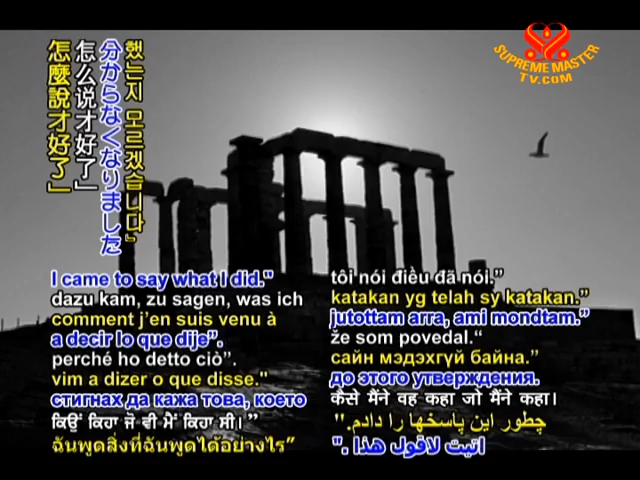 SUPREME MASTER
TV.COM
했는지 모르겠습니다」
分からなくなりました
怎么说才好了」
怎麼說才好了」
I came to say what I did."
dazu kam, zu sagen, was ich
comment j'en suis venu à
a decir lo que dije”.
perché ho detto ciò”.
vim a dizer o que disse."
стигнах да кажа това, което
ਕਿਉਂ ਕਿਹਾ ਜੋ ਵੀ ਮੈਂ ਕਿਹਾ ਸੀ।”
ฉันพูดสิ่งที่ฉันพูดได้อย่างไร”
tôi nói điều đã nói.”
katakan yg telah sy katakan.”
jutottam arra, ami mondtam.”
že som povedal.“
сайн мэдэхгүй байна.”
до этого утверждения.
कैसे मैंने वह कहा जो मैंने कहा।
چطور این پاسخها را دادم."
اتيت لاقول هذا ."